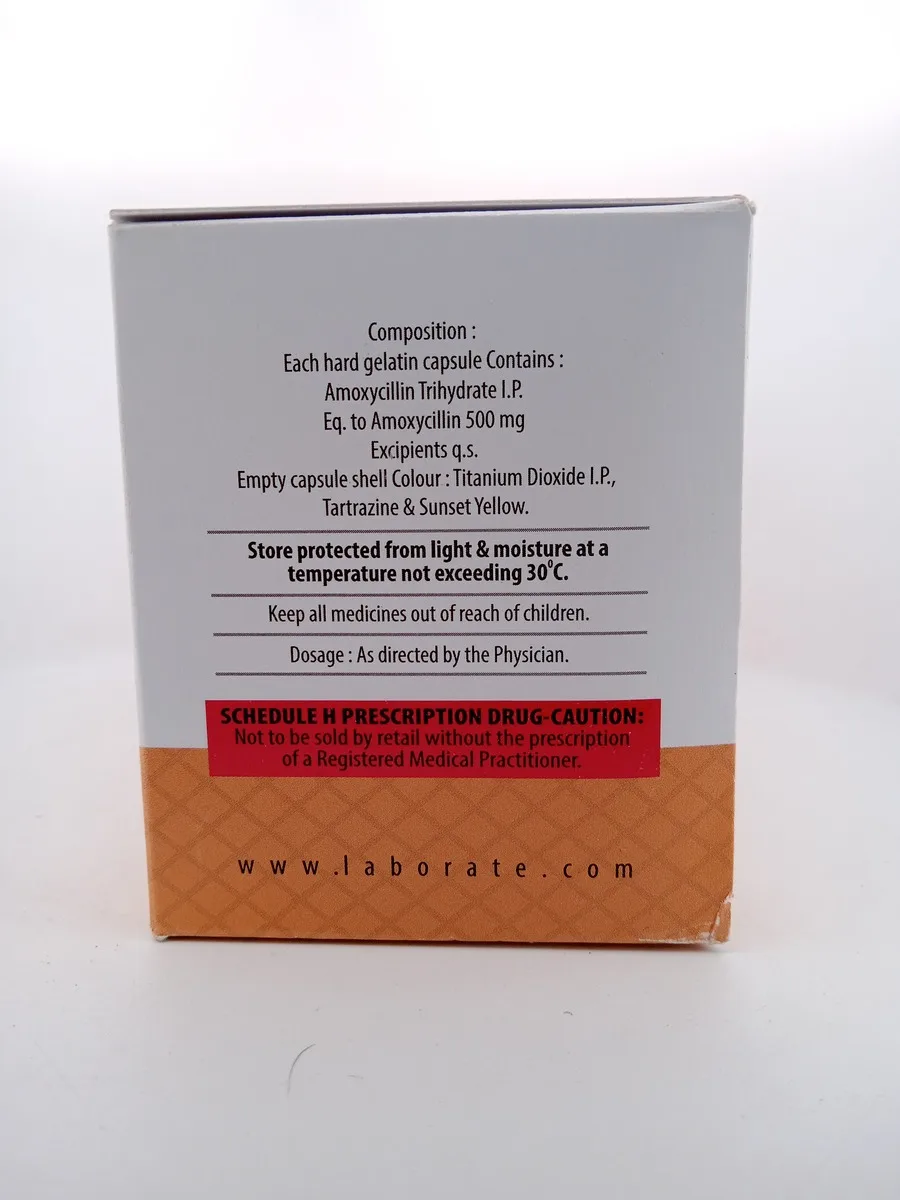 Composition :
Each hard gelatin capsule Contains :
Amoxycillin Trihydrate I.P.
Eq. to Amoxycillin 500 mg
Excipients q.s.
Empty capsule shell Colour : Titanium Dioxide I.P.,
Tartrazine & Sunset Yellow.
Store protected from light & moisture at a
temperature not exceeding 30⁰C.
Keep all medicines out of reach of children.
Dosage : As directed by the Physician.
SCHEDULE H PRESCRIPTION DRUG-CAUTION:
Not to be sold by retail without the prescription
of a Registered Medical Practitioner.
www.laborate.com